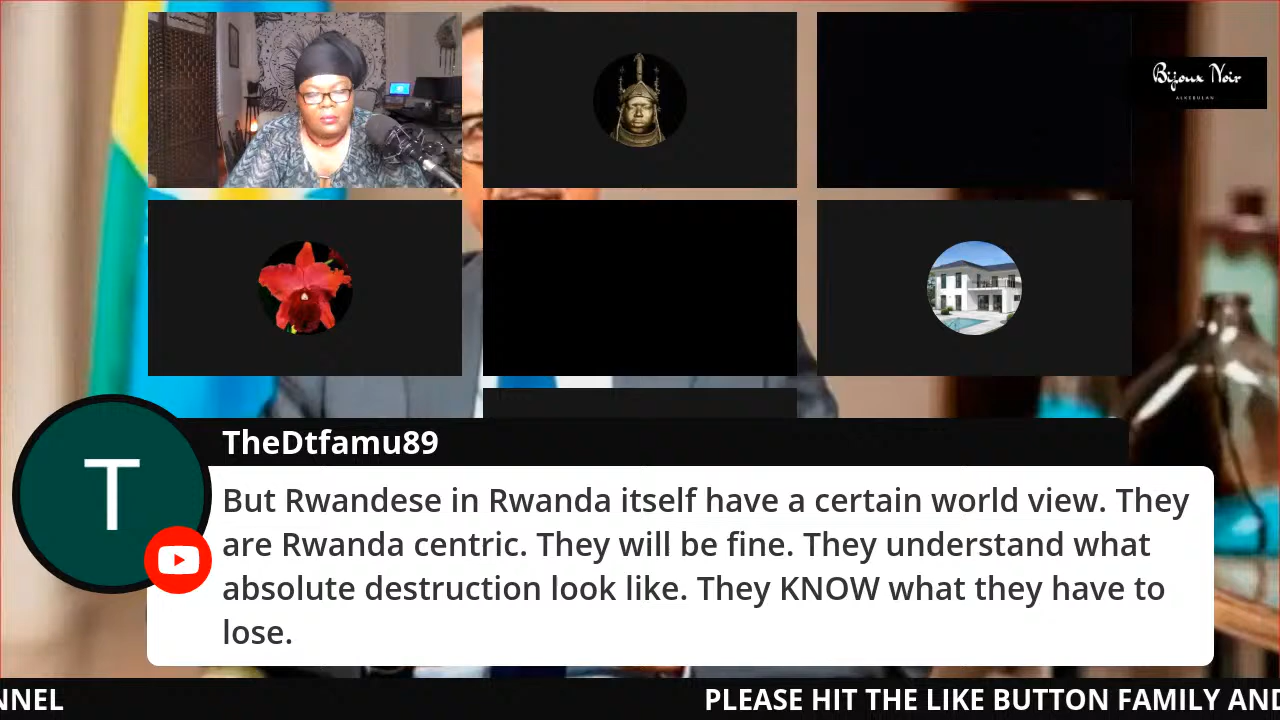 Bijoux Noir
ALKEBULAN
TheDtfamu89
T
But Rwandese in Rwanda itself have a certain world view. They
are Rwanda centric. They will be fine. They understand what
absolute destruction look like. They KNOW what they have to
lose.
NNEL
PLEASE HIT THE LIKE BUTTON FAMILY AND